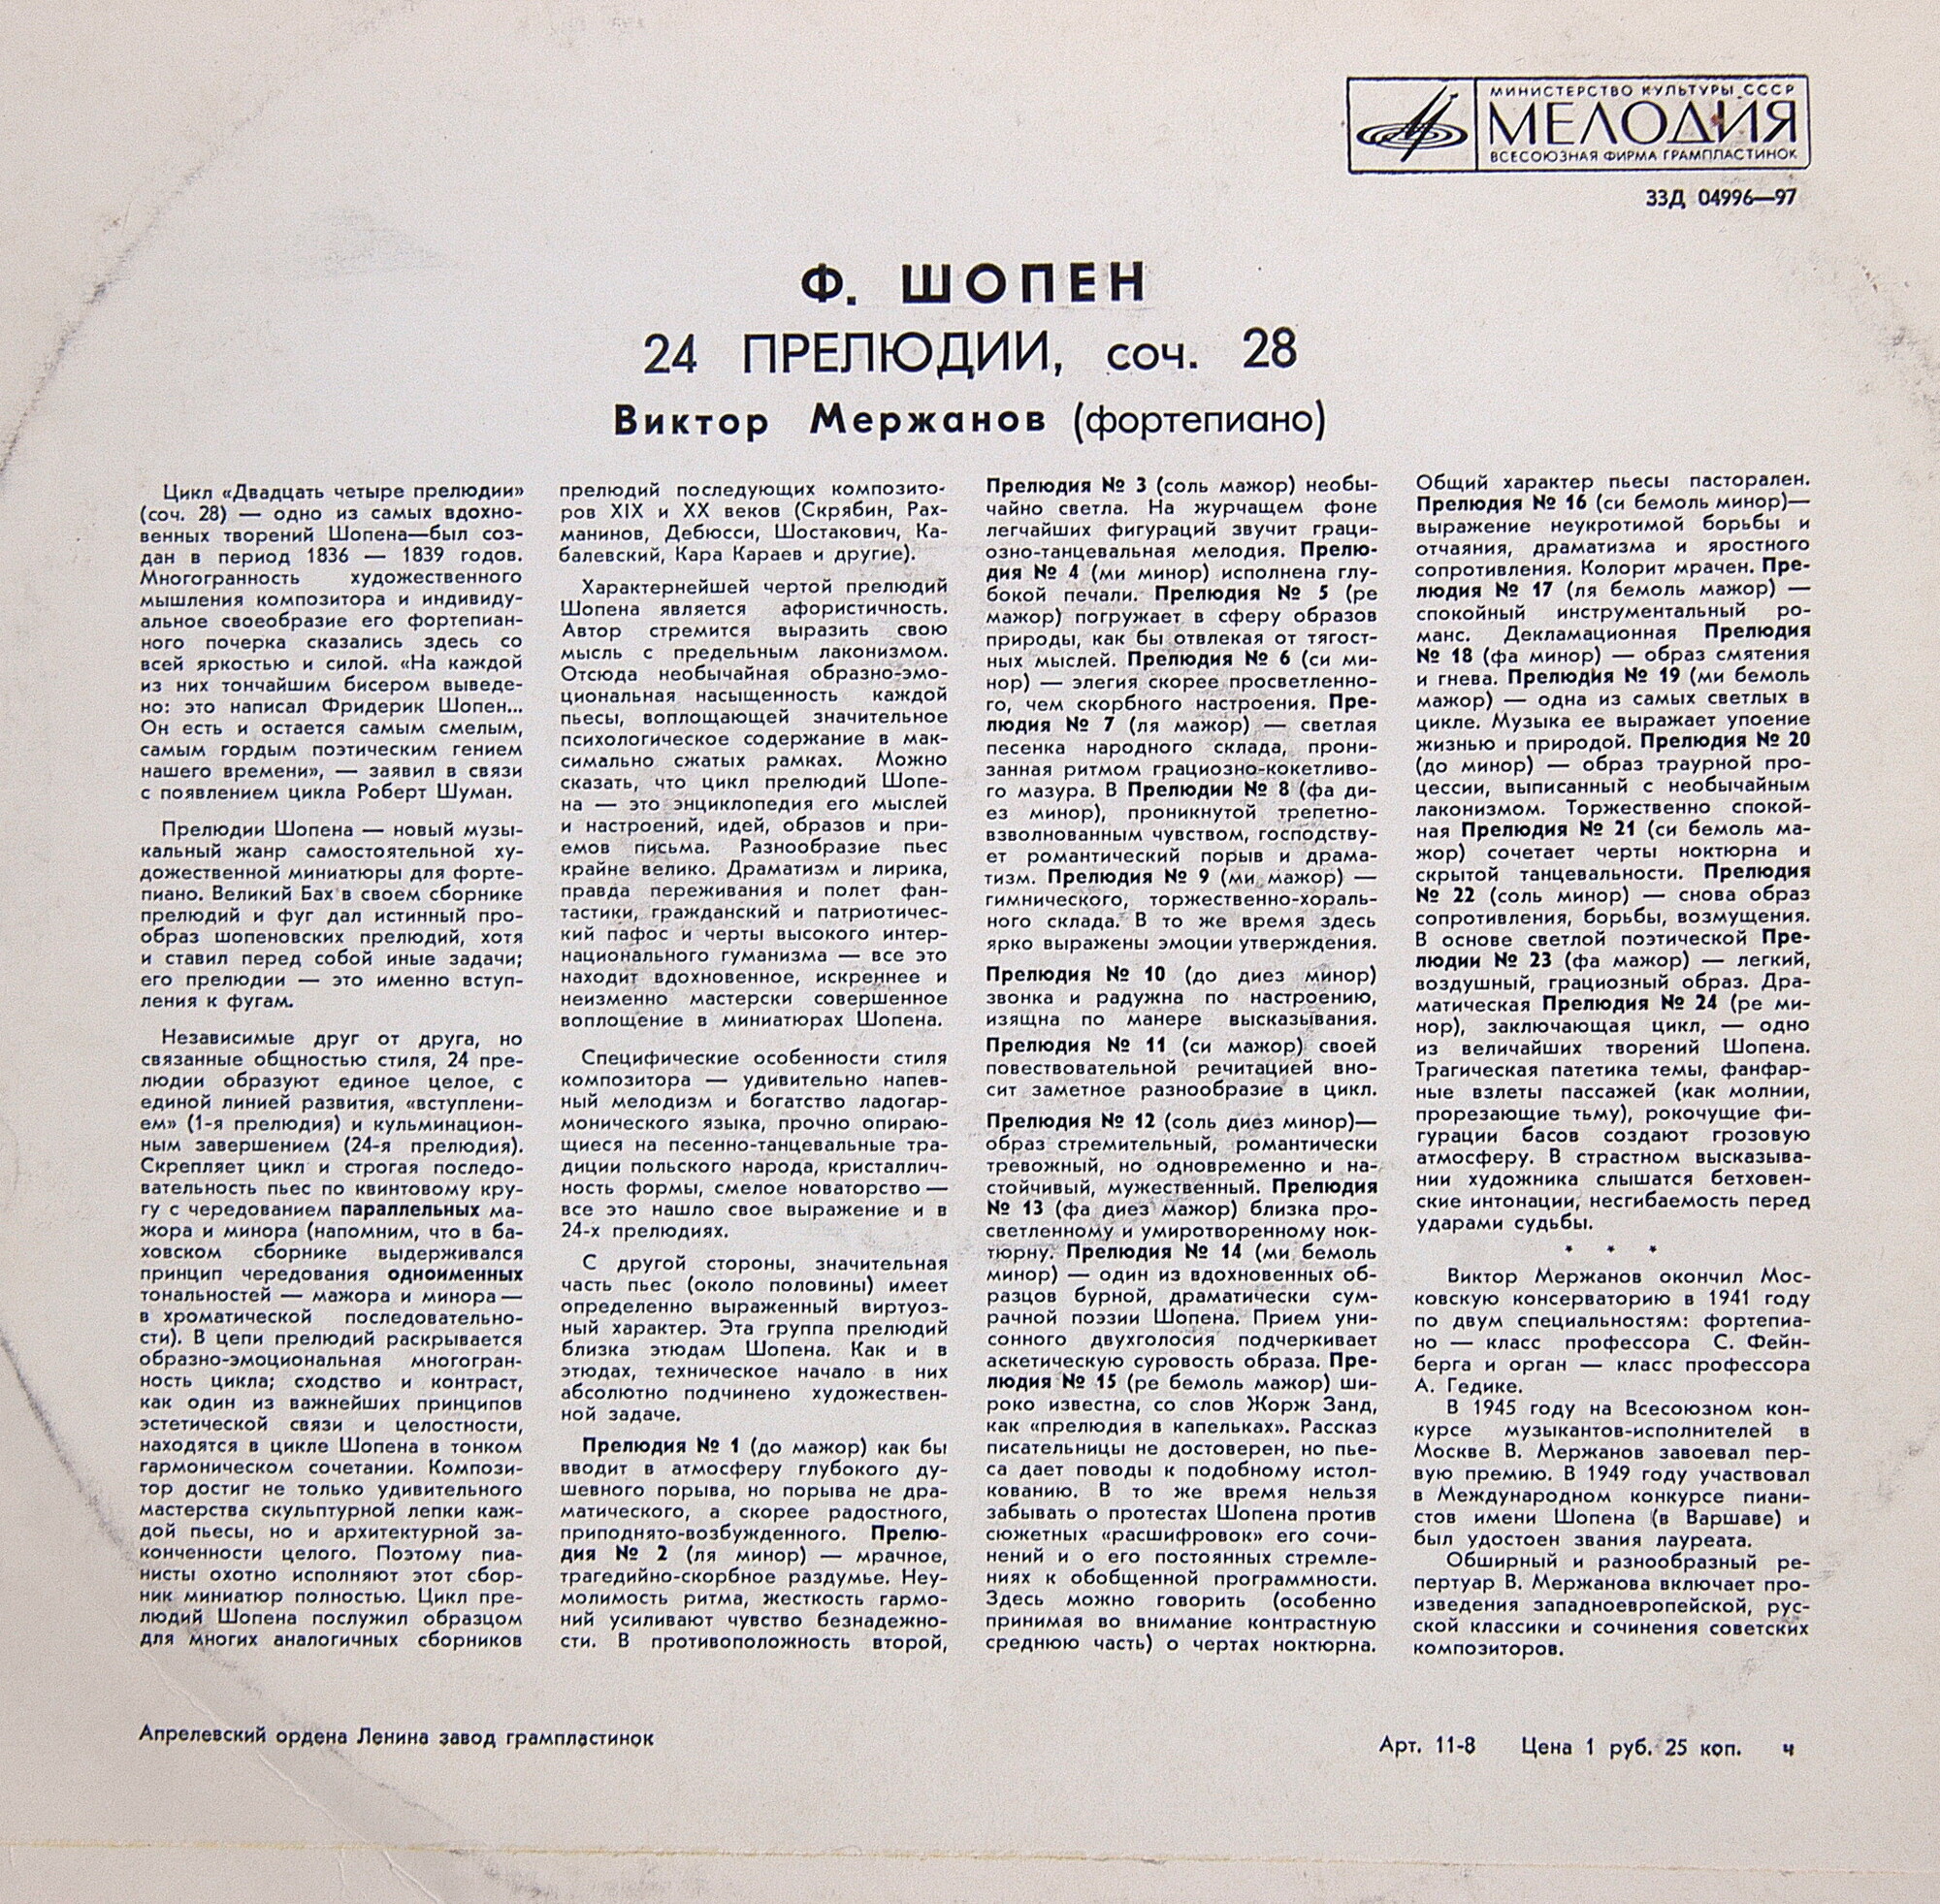 МИНИСТЕРСТВО КУЛЬТУРЫ СССР
МЕЛОДИЯ
ВСЕСОЮЗНАЯ ФИРМА ГРАМПЛАСТИНОК
33Д 04996—97
Ф. ШОПЕН
24 ПРЕЛЮДИИ, соч. 28
Виктор Мержанов (фортепиано)
Цикл «Двадцать четыре прелюдии»
(соч. 28) — одно из самых вдохно-
венных творений Шопена—был соз-
дан в период 1836 — 1839 годов.
Многогранность художественного
мышления композитора и индивиду-
альное своеобразие его фортепиан-
ного почерка сказались здесь со
всей яркостью и силой. «На каждой
из них тончайшим бисером выведе-
но: это написал Фридерик Шопен...
Он есть и остается самым смелым,
самым гордым поэтическим гением
нашего времени», — заявил в связи
с появлением цикла Роберт Шуман.
Прелюдии Шопена — новый музы-
кальный жанр самостоятельной ху-
дожественной миниатюры для форте-
пиано. Великий Бах в своем сборнике
прелюдий и фуг дал истинный про-
образ шопеновских прелюдий, хотя
и ставил перед собой иные задачи;
его прелюдии — это именно вступ-
ления к фугам.
Независимые друг от друга, но
связанные общностью стиля, 24 пре-
людии образуют единое целое, с
единой линией развития, «вступлени-
ем» (1-я прелюдия) и кульминацион-
ным завершением (24-я прелюдия).
Скрепляет цикл и строгая последо-
вательность пьес по квинтовому кру-
гу с чередованием параллельных ма-
жора и минора (напомним, что в ба-
ховском сборнике выдерживался
принцип чередования одноименных
тональностей — мажора и минора —
в хроматической последовательно-
сти). В цепи прелюдий раскрывается
образно-эмоциональная многогран-
ность цикла; сходство и контраст,
как один из важнейших принципов
эстетической связи и целостности,
находятся в цикле Шопена в тонком
гармоническом сочетании. Компози-
тор достиг не только удивительного
мастерства скульптурной лепки каж-
дой пьесы, но и архитектурной за-
конченности целого. Поэтому пиа-
нисты охотно исполняют этот сбор-
ник миниатюр полностью. Цикл пре-
людий Шопена послужил образцом
для многих аналогичных сборников
прелюдий последующих композито-
ров XIX и XX веков (Скрябин, Рах-
манинов, Дебюсси, Шостакович, Ка-
балевский, Кара Караев и другие).
Характернейшей чертой прелюдий
Шопена является афористичность.
Автор стремится выразить свою
мысль с предельным лаконизмом.
Отсюда необычайная образно-эмо-
циональная насыщенность каждой
пьесы, воплощающей значительное
психологическое содержание в мак-
симально сжатых рамках. Можно
сказать, что цикл прелюдий Шопе-
на — это энциклопедия его мыслей
и настроений, идей, образов и при-
емов письма. Разнообразие пьес
крайне велико. Драматизм и лирика,
правда переживания и полет фан-
тастики, гражданский и патриотичес-
кий пафос и черты высокого интер-
национального гуманизма — все это
находит вдохновенное, искреннее и
неизменно мастерски совершенное
воплощение в миниатюрах Шопена.
Специфические особенности стиля
композитора — удивительно напев-
ный мелодизм и богатство ладогар-
монического языка, прочно опираю-
щиеся на песенно-танцевальные тра-
диции польского народа, кристаллич-
ность формы, смелое новаторство —
все это нашло свое выражение и в
24-х прелюдиях.
С другой стороны, значительная
часть пьес (около половины) имеет
определенно выраженный виртуоз-
ный характер. Эта группа прелюдий
близка этюдам Шопена. Как и в
этюдах, техническое начало в них
абсолютно подчинено художествен-
ной задаче.
Прелюдия № 1 (до мажор) как бы
вводит в атмосферу глубокого ду-
шевного порыва, но порыва не дра-
матического, а скорее радостного,
приподнято-возбужденного. Прелю-
дия № 2 (ля минор) — мрачное,
трагедийно-скорбное раздумье. Неу-
молимость ритма, жесткость гармо-
ний усиливают чувство безнадежно-
сти. В противоположность второй,
Прелюдия № 3 (соль мажор) необы-
чайно светла. На журчащем фоне
легчайших фигураций звучит граци-
озно-танцевальная мелодия. Прелю-
дия № 4 (ми минор) исполнена глу-
бокой печали. Прелюдия № 5 (ре
мажор) погружает в сферу образов
природы, как бы отвлекая от тягост-
ных мыслей. Прелюдия № 6 (си ми-
нор) — элегия скорее просветленно-
го, чем скорбного настроения. Пре-
людия № 7 (ля мажор) — светлая
песенка народного склада, прони-
занная ритмом грациозно-кокетливо-
го мазура. В Прелюдии № 8 (фа ди-
ез минор), проникнутой трепетно-
взволнованным чувством, господству-
ет романтический порыв и драма-
тизм. Прелюдия № 9 (ми мажор) —
гимнического, торжественно-хораль-
ного склада. В то же время здесь
ярко выражены эмоции утверждения.
Прелюдия № 10 (до диез минор)
звонка и радужна по настроению,
изящна по манере высказывания.
Прелюдия № 11 (си мажор) своей
повествовательной речитацией вно-
сит заметное разнообразие в цикл.
Прелюдия № 12 (соль диез минор)—
образ стремительный, романтически
тревожный, но одновременно и на-
стойчивый, мужественный. Прелюдия
№ 13 (фа диез мажор) близка про-
светленному и умиротворенному нок-
тюрну. Прелюдия № 14 (ми бемоль
минор) — один из вдохновенных об-
разцов бурной, драматически сум-
рачной поэзии Шопена. Прием уни-
сонного двухголосия подчеркивает
аскетическую суровость образа. Пре-
людия № 15 (ре бемоль мажор) ши-
роко известна, со слов Жорж Занд,
как «прелюдия в капельках». Рассказ
писательницы не достоверен, но пье-
са дает поводы к подобному истол-
кованию. В то же время нельзя
забывать о протестах Шопена против
сюжетных «расшифровок» его сочи-
нений и о его постоянных стремле-
ниях к обобщенной программности.
Здесь можно говорить (особенно
принимая во внимание контрастную
среднюю часть) о чертах ноктюрна.
Общий характер пьесы пасторален.
Прелюдия № 16 (си бемоль минор)—
выражение неукротимой борьбы и
отчаяния, драматизма и яростного
сопротивления. Колорит мрачен. Пре-
людия № 17 (ля бемоль мажор) —
спокойный инструментальный ро-
манс. Декламационная Прелюдия
№ 18 (фа минор) — образ смятения
и гнева. Прелюдия № 19 (ми бемоль
мажор) — одна из самых светлых в
цикле. Музыка ее выражает упоение
жизнью и природой. Прелюдия № 20
(до минор) — образ траурной про-
цессии, выписанный с необычайным
лаконизмом. Торжественно спокой-
ная Прелюдия № 21 (си бемоль ма-
жор) сочетает черты ноктюрна и
скрытой танцевальности. Прелюдия
№ 22 (соль минор) — снова образ
сопротивления, борьбы, возмущения.
В основе светлой поэтической Пре-
людии № 23 (фа мажор) — легкий,
воздушный, грациозный образ. Дра-
матическая Прелюдия № 24 (ре ми-
нор), заключающая цикл, — одно
из величайших творений Шопена.
Трагическая патетика темы, фанфар-
ные взлеты пассажей (как молнии,
прорезающие тьму), рокочущие фи-
гурации басов создают грозовую
атмосферу. В страстном высказыва-
нии художника слышатся бетховен-
ские интонации, несгибаемость перед
ударами судьбы.
* * *
Виктор Мержанов окончил Мос-
ковскую консерваторию в 1941 году
по двум специальностям: фортепиа-
но — класс профессора С. Фейн-
берга и орган — класс профессора
А. Гедике.
В 1945 году на Всесоюзном кон-
курсе музыкантов-исполнителей в
Москве В. Мержанов завоевал пер-
вую премию. В 1949 году участвовал
в Международном конкурсе пиани-
стов имени Шопена (в Варшаве) и
был удостоен звания лауреата.
Обширный и разнообразный ре-
пертуар В. Мержанова включает про-
изведения западноевропейской, рус-
ской классики и сочинения советских
композиторов.
Апрелевский ордена Ленина завод грампластинок
Арт. 11-8 Цена 1 руб. 25 коп. ч